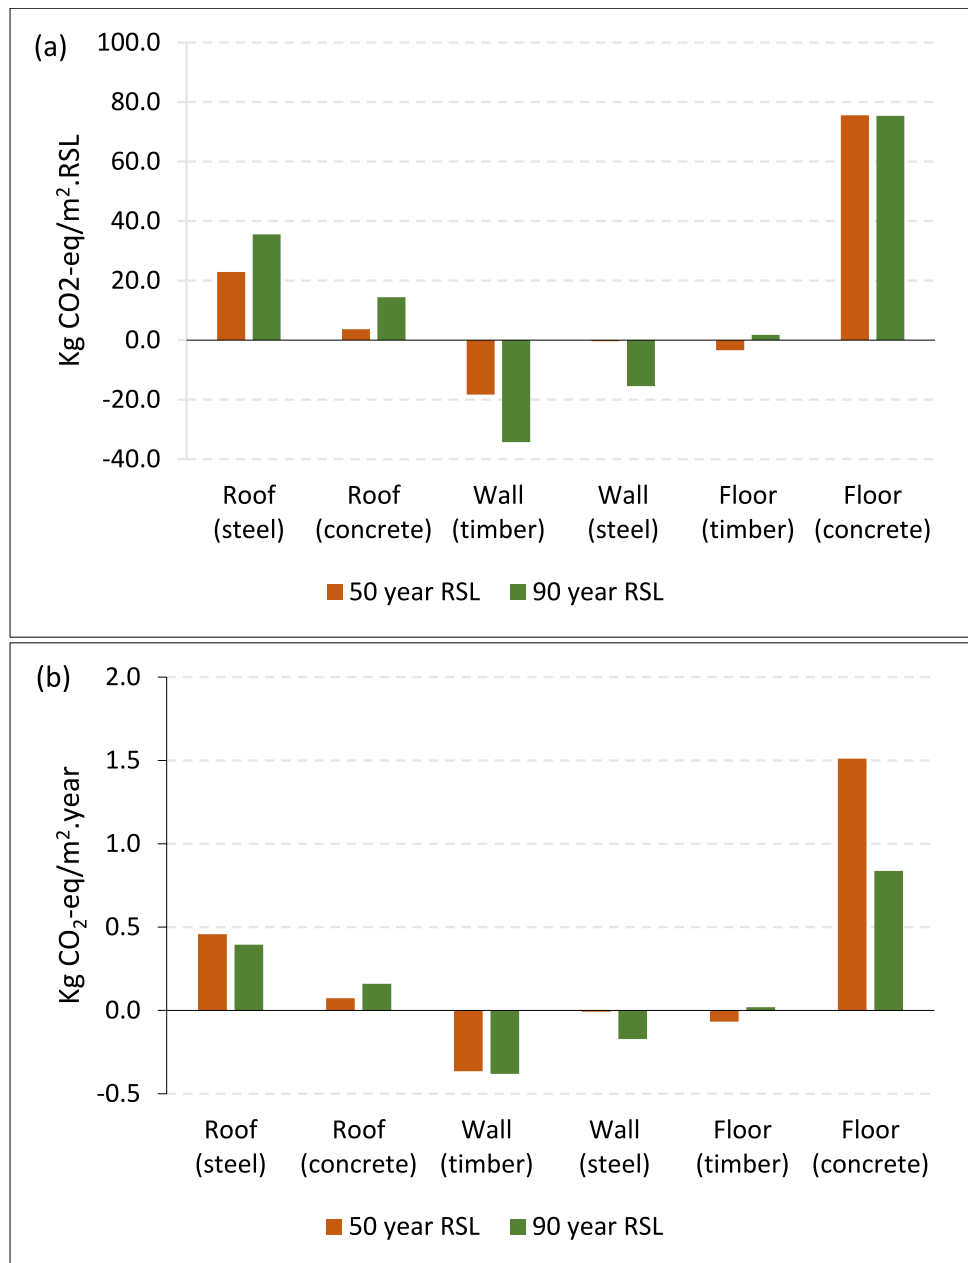 (a)
Kg CO2-eq/m².RSL
100.0
80.0
60.0
40.0
20.0
0.0
-20.0
-40.0
Roof (steel)
Roof (concrete)
Wall (timber)
Wall (steel)
Floor (timber)
Floor (concrete)
50 year RSL
90 year RSL
(b)
Kg CO₂-eq/m².year
2.0
1.5
1.0
0.5
0.0
-0.5
Roof (steel)
Roof (concrete)
Wall (timber)
Wall (steel)
Floor (timber)
Floor (concrete)
50 year RSL
90 year RSL